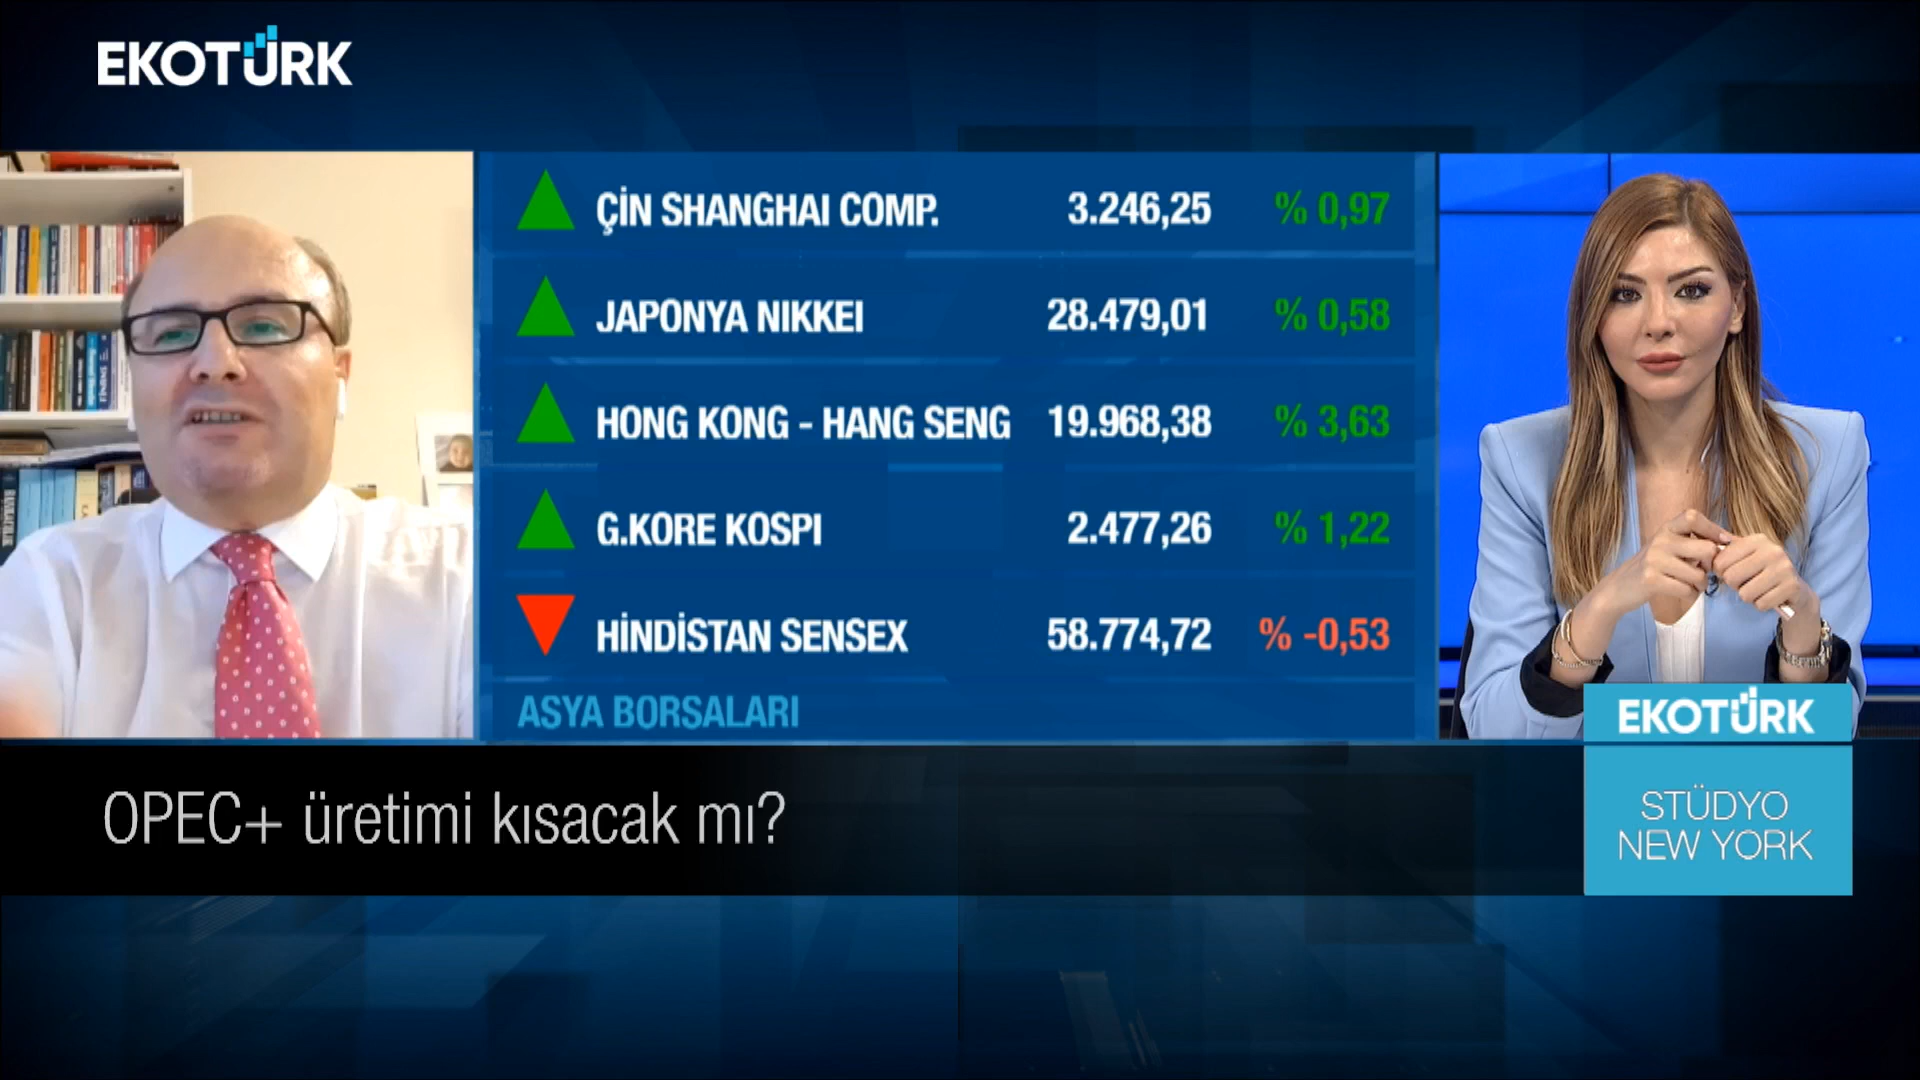 EKOTÜRK
ÇİN SHANGHAI COMP. 3.246,25 % 0,97
JAPONYA NIKKEI 28.479,01 % 0,58
HONG KONG - HANG SENG 19.968,38 % 3,63
G.KORE KOSPI 2.477,26 % 1,22
HİNDİSTAN SENSEX 58.774,72 % -0,53
ASYA BORSALARI
EKOTÜRK
OPEC+ üretimi kısacak mı?
STÜDYO
NEW YORK